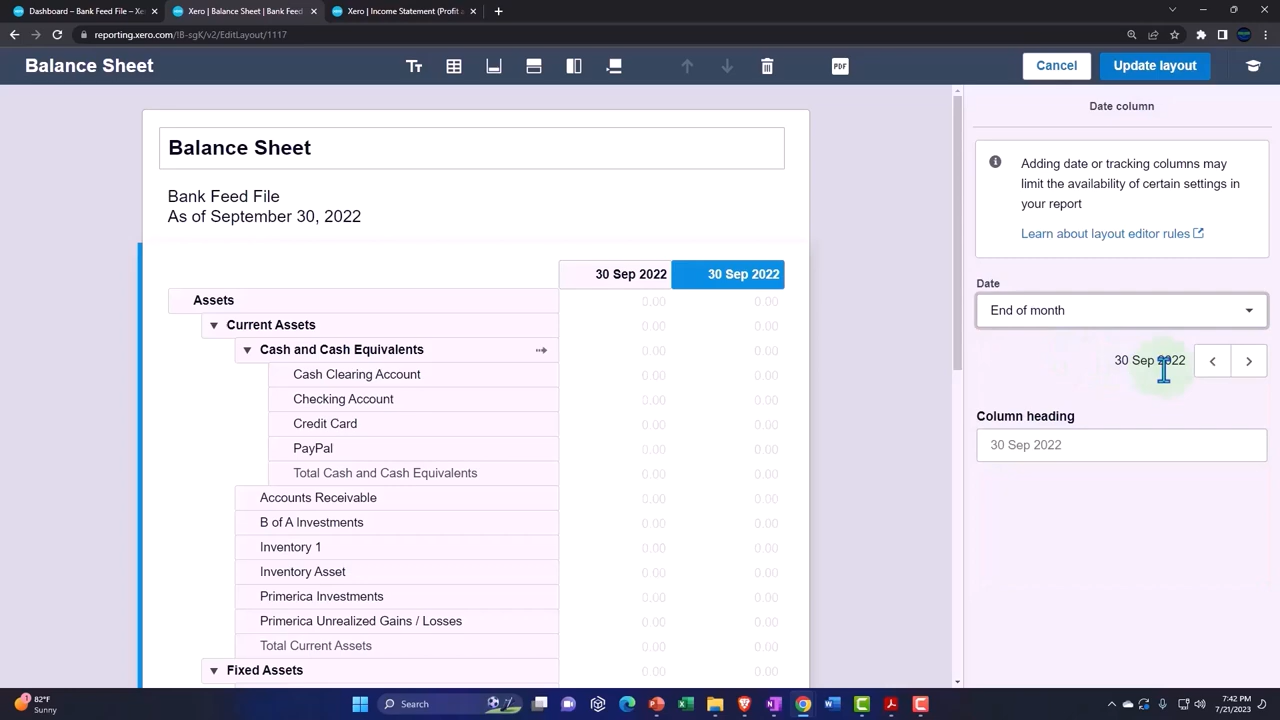 Dashboard – Bank Feed File – Xe
Xero | Balance Sheet | Bank Feed
Xero | Income Statement (Profit a
reporting.xero.com/!B-sgK/v2/EditLayout/1117
Balance Sheet
Tт
PDF
Cancel
Update layout
Balance Sheet
Bank Feed File
As of September 30, 2022
30 Sep 2022 30 Sep 2022
Assets 0.00 0.00
Current Assets 0.00 0.00
Cash and Cash Equivalents 0.00 0.00
Cash Clearing Account 0.00 0.00
Checking Account 0.00 0.00
Credit Card 0.00 0.00
PayPal 0.00 0.00
Total Cash and Cash Equivalents 0.00 0.00
Accounts Receivable 0.00 0.00
B of A Investments 0.00 0.00
Inventory 1 0.00 0.00
Inventory Asset 0.00 0.00
Primerica Investments 0.00 0.00
Primerica Unrealized Gains / Losses 0.00 0.00
Total Current Assets 0.00 0.00
Fixed Assets 0.00 0.00
Date column
Adding date or tracking columns may
limit the availability of certain settings in
your report
Learn about layout editor rules
Date
End of month
30 Sep 2022
Column heading
30 Sep 2022
82°F
Sunny
Search
7:42 PM
7/21/2023